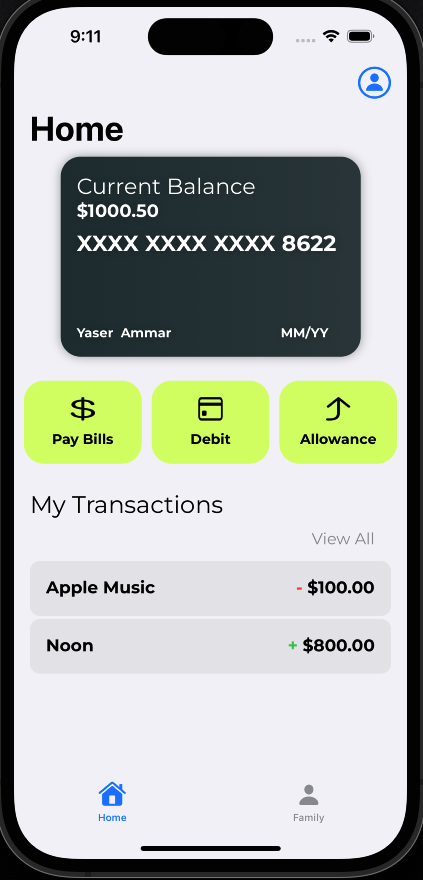 9:11
Home
Current Balance
$1000.50
XXXX XXXX XXXX 8622
Yaser Ammar MM/YY
Pay Bills Debit Allowance
My Transactions
View All
Apple Music - $100.00
Noon + $800.00
Home Family